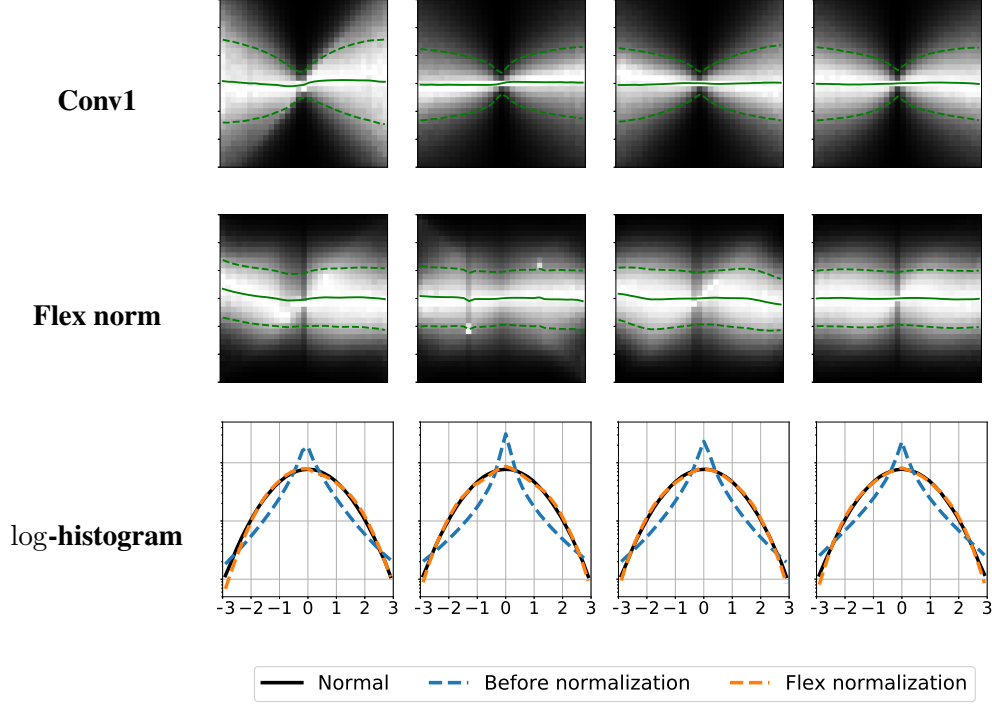 Conv1
Flex norm
log-histogram
-3 -2 -1 0 1 2 3 -3 -2 -1 0 1 2 3 -3 -2 -1 0 1 2 3 -3 -2 -1 0 1 2 3
Normal Before normalization Flex normalization